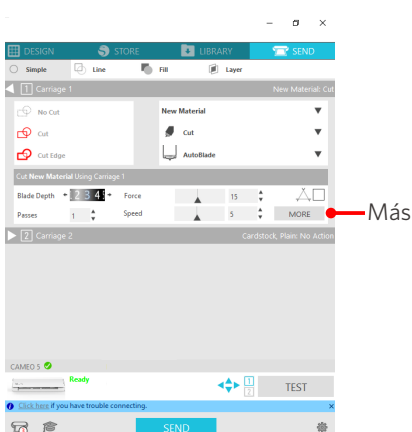 DESIGN STORE LIBRARY SEND
Simple Line Fill Layer
1 Carriage 1 New Material: Cut
No Cut New Material
Cut Cut
Cut Edge AutoBlade
Cut New Material Using Carriage 1
Blade Depth 2 3 4 Force 15
Passes 1 Speed 5 MORE
Más
2 Carriage 2 Cardstock, Plain: No Action
CAMEO 5
Ready
1
2
TEST
Click here if you have trouble connecting.
SEND